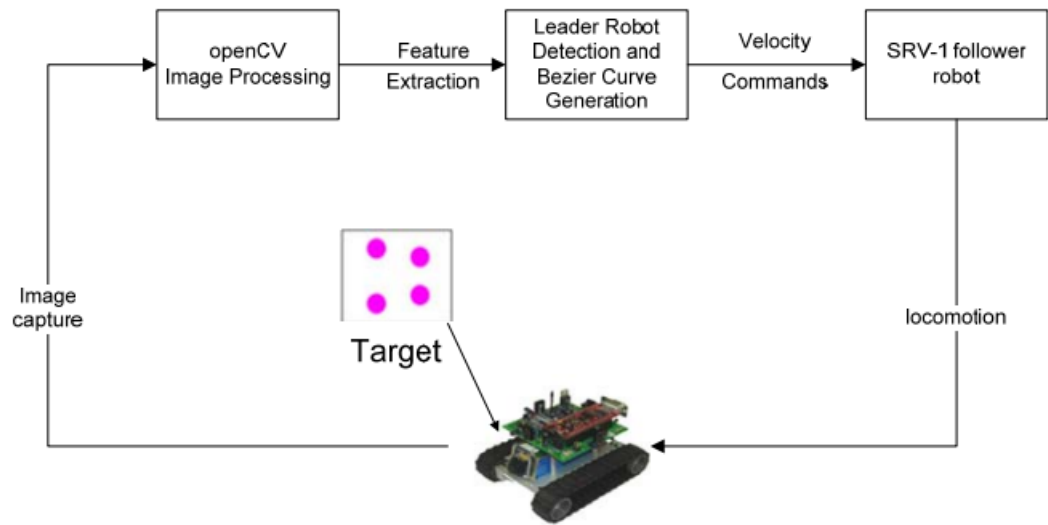 openCV
Image Processing
Feature
Extraction
Leader Robot
Detection and
Bezier Curve
Generation
Velocity
Commands
SRV-1 follower
robot
Image
capture
Target
locomotion